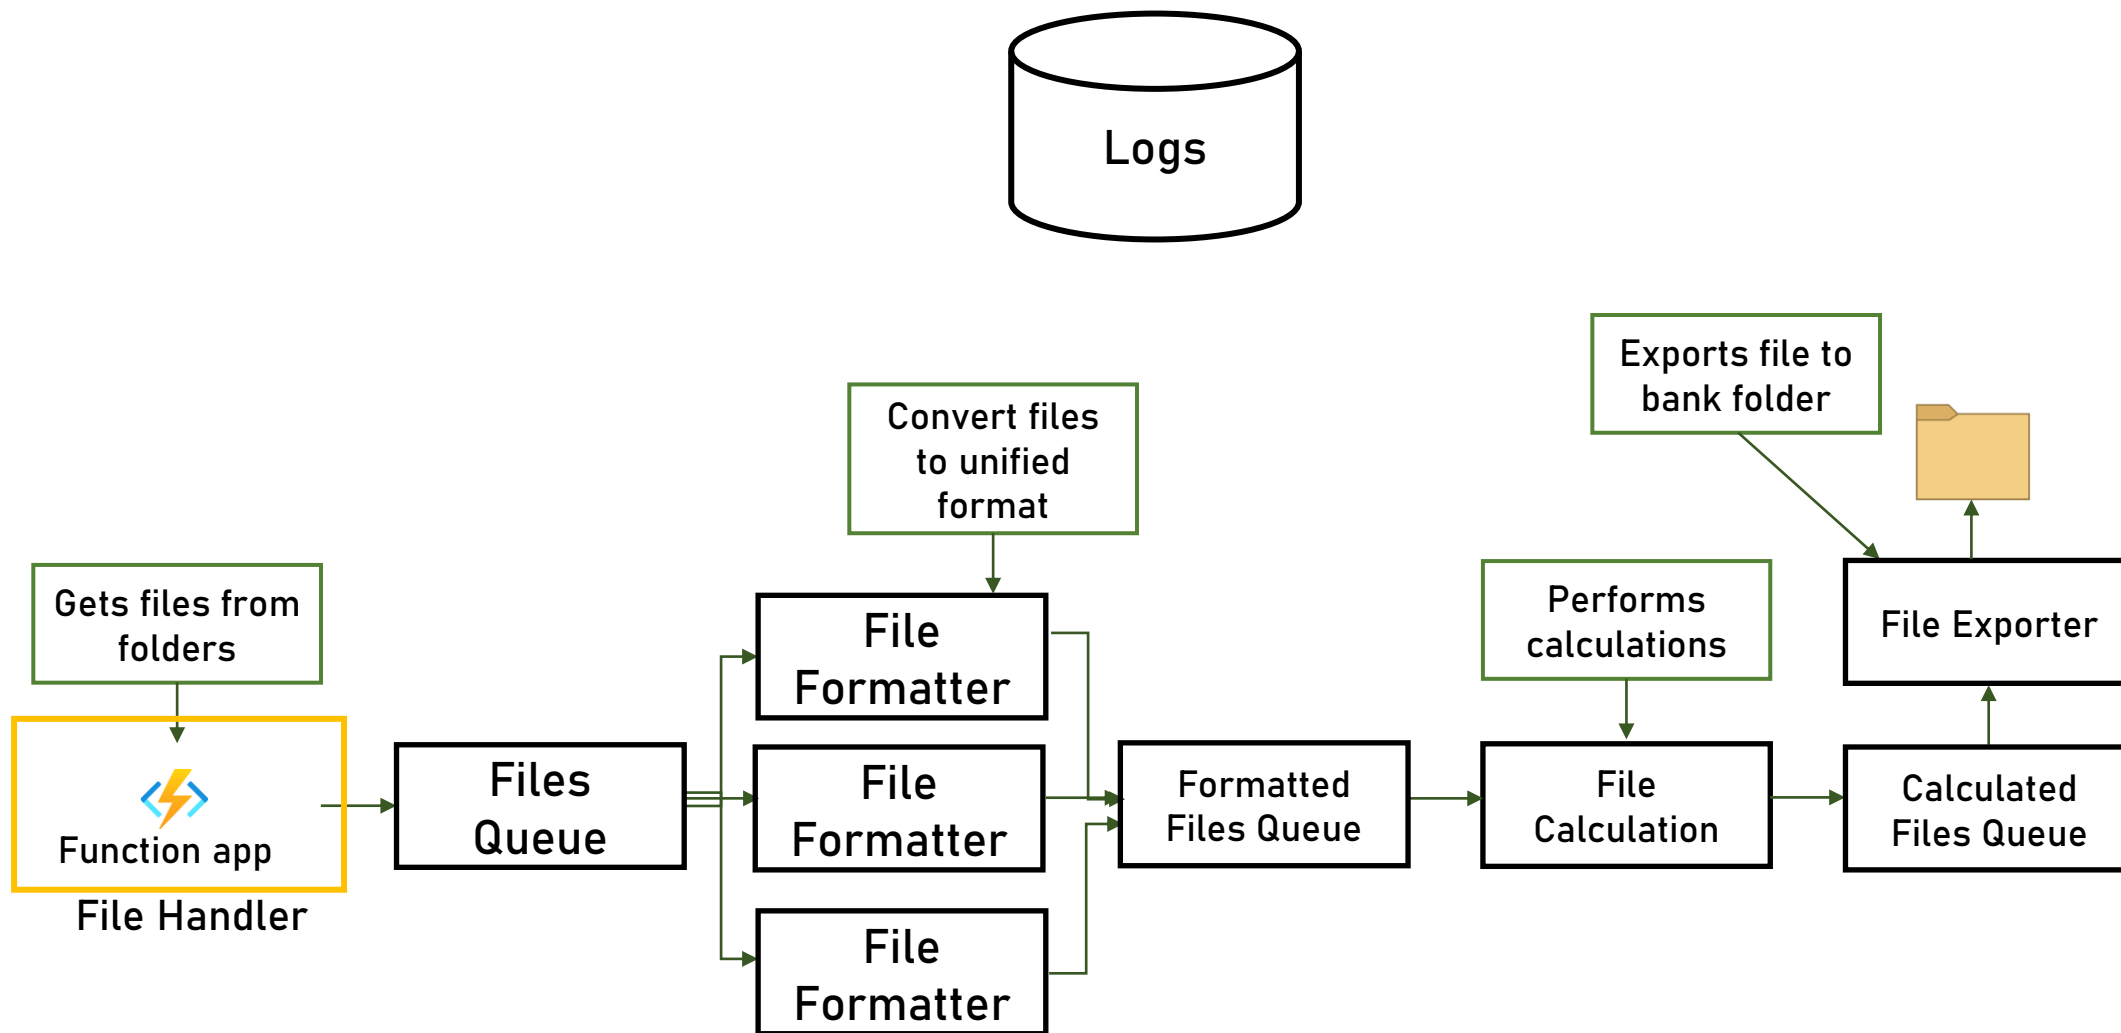 Logs
Exports file to
bank folder
Convert files
to unified
format
Gets files from
folders
Performs
calculations
File Exporter
File
Formatter
Function app
File Handler
Files
Queue
File
Formatter
File
Formatter
Formatted
Files Queue
File
Calculation
Calculated
Files Queue